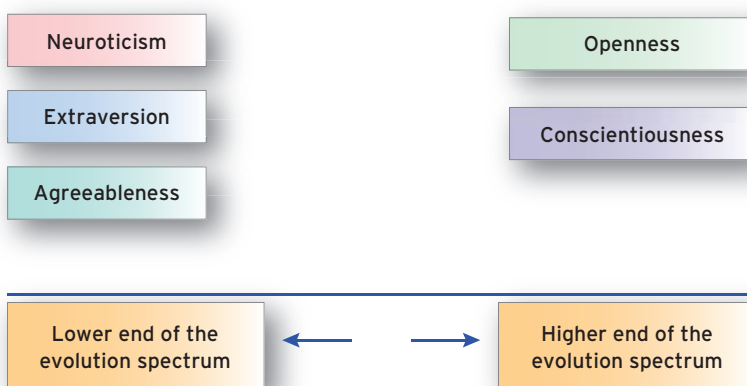 Neuroticism
Openness
Extraversion
Conscientiousness
Agreeableness
Lower end of the
evolution spectrum
Higher end of the
evolution spectrum